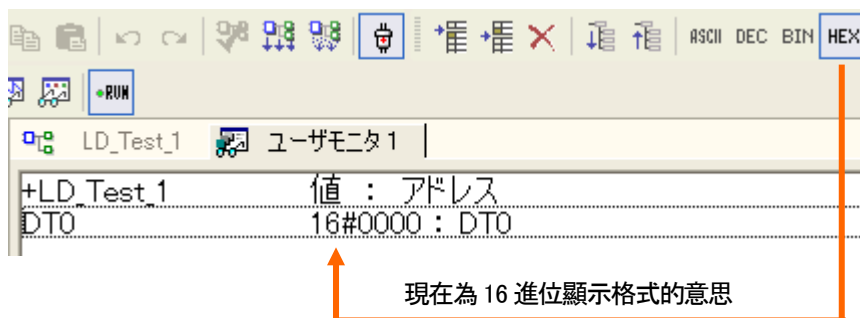 ASCII DEC BIN HEX
RUN
LD_Test_1 ユーザモニタ1
+LD_Test_1 値 : アドレス
DT0 16#0000 : DT0
現在為 16 進位顯示格式的意思